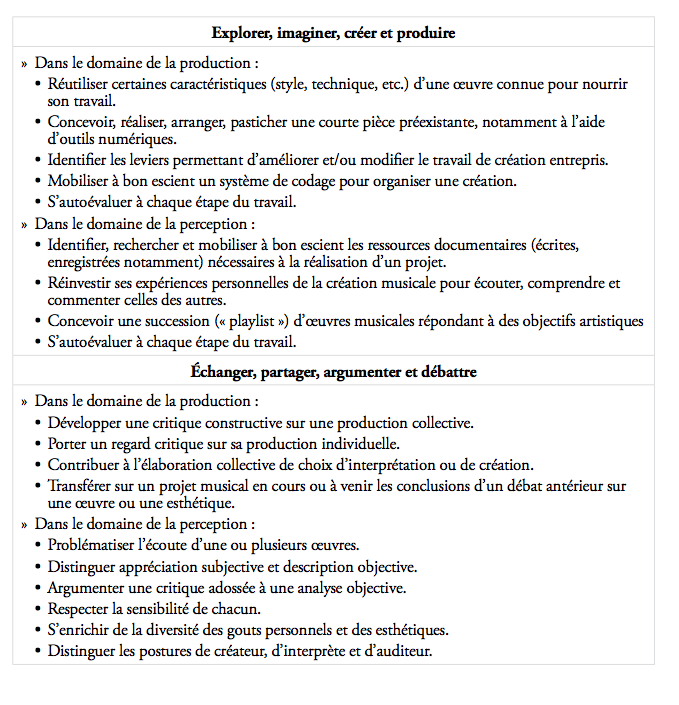 Explorer, imaginer, créer et produire
» Dans le domaine de la production :
• Réutiliser certaines caractéristiques (style, technique, etc.) d’une œuvre connue pour nourrir
son travail.
• Concevoir, réaliser, arranger, pasticher une courte pièce préexistante, notamment à l’aide
d’outils numériques.
• Identifier les leviers permettant d’améliorer et/ou modifier le travail de création entrepris.
• Mobiliser à bon escient un système de codage pour organiser une création.
• S’autoévaluer à chaque étape du travail.
» Dans le domaine de la perception :
• Identifier, rechercher et mobiliser à bon escient les ressources documentaires (écrites,
enregistrées notamment) nécessaires à la réalisation d’un projet.
• Réinvestir ses expériences personnelles de la création musicale pour écouter, comprendre et
commenter celles des autres.
• Concevoir une succession (« playlist ») d’œuvres musicales répondant à des objectifs artistiques
• S’autoévaluer à chaque étape du travail.
Échanger, partager, argumenter et débattre
» Dans le domaine de la production :
• Développer une critique constructive sur une production collective.
• Porter un regard critique sur sa production individuelle.
• Contribuer à l’élaboration collective de choix d’interprétation ou de création.
• Transférer sur un projet musical en cours ou à venir les conclusions d’un débat antérieur sur
une œuvre ou une esthétique.
» Dans le domaine de la perception :
• Problématiser l’écoute d’une ou plusieurs œuvres.
• Distinguer appréciation subjective et description objective.
• Argumenter une critique adossée à une analyse objective.
• Respecter la sensibilité de chacun.
• S’enrichir de la diversité des gouts personnels et des esthétiques.
• Distinguer les postures de créateur, d’interprète et d’auditeur.